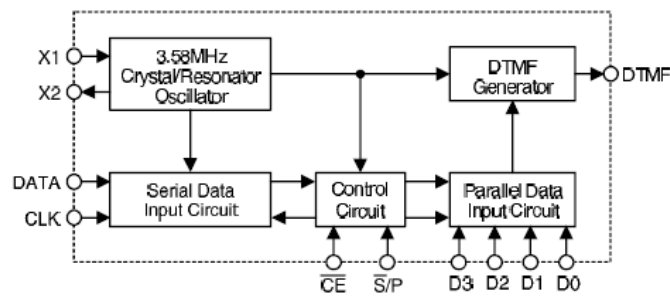 X1
X2
3.58MHz
Crystal/Resonator
Oscillator
DTMF
Generator
DTMF
DATA
CLK
Serial Data
Input Circuit
Control
Circuit
Parallel Data
Input Circuit
C̅E̅
S̅/P
D3
D2
D1
D0